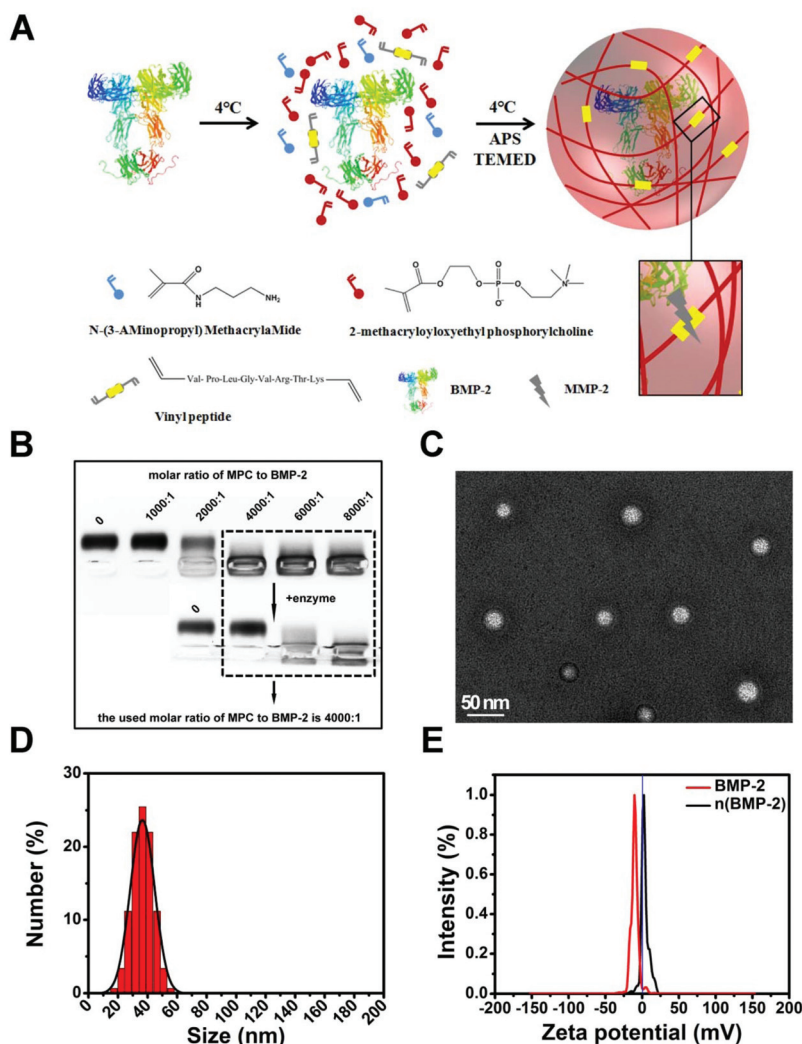 A
4°C
4°C
APS
TEMED
O
N
H
NH₂
N-(3-AMinopropyl) MethacrylaMide
O
O
O
P
O
O⁻
O
N⁺
2-methacryloyloxyethyl phosphorylcholine
Val- Pro-Leu-Gly-Val-Arg-Thr-Lys
Vinyl peptide
BMP-2
MMP-2
B
molar ratio of MPC to BMP-2
0
1000:1
2000:1
4000:1
6000:1
8000:1
+enzyme
0
the used molar ratio of MPC to BMP-2 is 4000:1
C
50 nm
D
30
20
10
0
Number (%)
0 20 40 60 80 100 120 140 160 180 200
Size (nm)
E
BMP-2
n(BMP-2)
1.0
0.8
0.6
0.4
0.2
0.0
Intensity (%)
-200 -150 -100 -50 0 50 100 150 200
Zeta potential (mV)